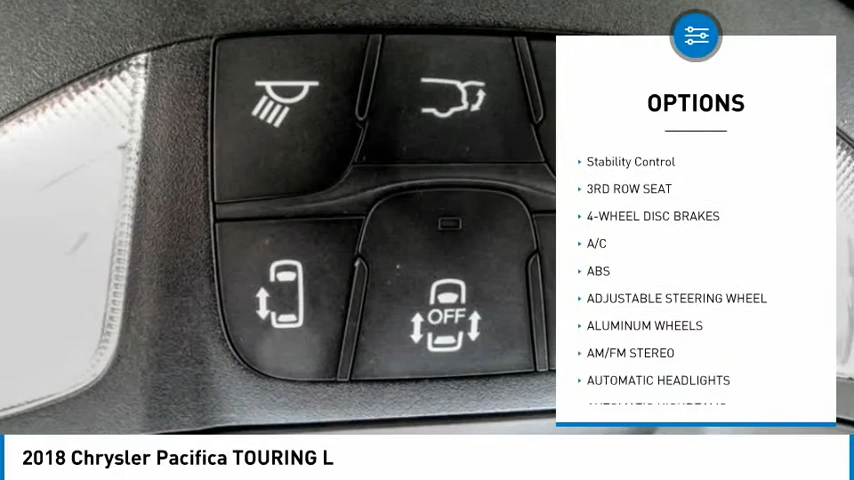 OPTIONS
Stability Control
3RD ROW SEAT
4-WHEEL DISC BRAKES
A/C
ABS
ADJUSTABLE STEERING WHEEL
ALUMINUM WHEELS
AM/FM STEREO
AUTOMATIC HEADLIGHTS
OFF
2018 Chrysler Pacifica TOURING L